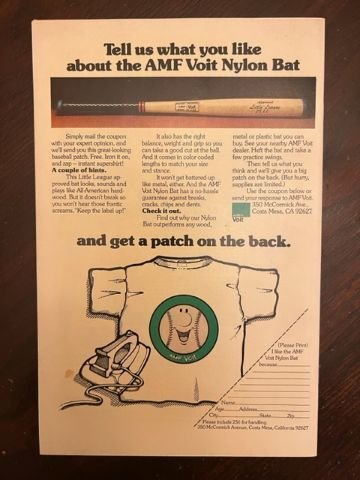 Tell us what you like
about the AMF Voit Nylon Bat
Little League
Simply mail the coupon
with your expert opinion, and
we'll send you this great-looking
baseball patch. Free. Iron it on,
and zap— instant supershirt!
A couple of hints.
This Little League ap-
proved bat looks, sounds and
plays like All-American hard-
wood. But it doesn't break so
you won't hear those frantic
screams, "Keep the label up!"
It also has the right
balance, weight and grip so you
can take a good cut at the ball.
And it comes in color coded
lengths to match your size
and stance.
It won't get battered up
like metal, either. And the AMF
Voit Nylon Bat has a no-hassle
guarantee against breaks,
cracks, chips and dents.
Check it out.
Find out why our Nylon
Bat outperforms any wood,
metal or plastic bat you can
buy. See your nearby AMF Voit
dealer. Heft the bat and take a
few practice swings.
Then tell us what you
think and we'll give you a big
patch on the back. (But hurry,
supplies are limited.)
Use the coupon below or
send your response to AMF Voit,
350 McCormick Ave.,
Costa Mesa, CA 92627
Voit
and get a patch on the back.
AMF Voit
(Please Print)
I like the AMF
Voit Nylon Bat
because
Name
Age Address
City State Zip
Please include 25¢ for handling
350 McCormick Avenue, Costa Mesa, California 92627